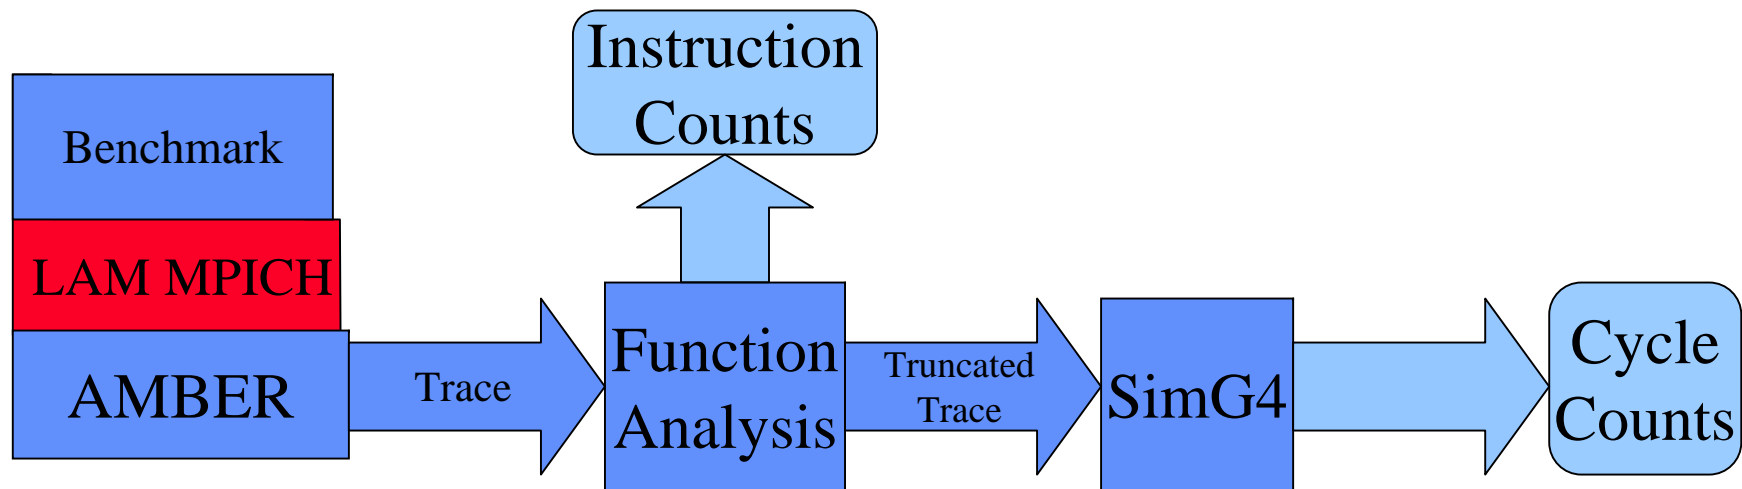 Instruction
Counts
Benchmark
LAM MPICH
AMBER
Trace
Function
Analysis
Truncated
Trace
SimG4
Cycle
Counts